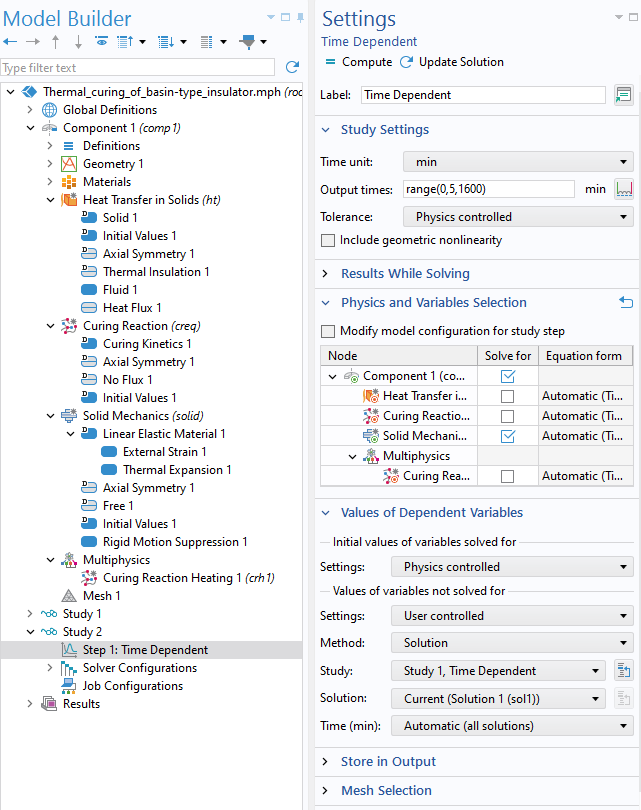 Model Builder
Type filter text
Thermal_curing_of_basin-type_insulator.mph (roo
Global Definitions
Component 1 (comp1)
Definitions
Geometry 1
Materials
Heat Transfer in Solids (ht)
Solid 1
Initial Values 1
Axial Symmetry 1
Thermal Insulation 1
Fluid 1
Heat Flux 1
Curing Reaction (creq)
Curing Kinetics 1
Axial Symmetry 1
No Flux 1
Initial Values 1
Solid Mechanics (solid)
Linear Elastic Material 1
External Strain 1
Thermal Expansion 1
Axial Symmetry 1
Free 1
Initial Values 1
Rigid Motion Suppression 1
Multiphysics
Curing Reaction Heating 1 (crh1)
Mesh 1
Study 1
Study 2
Step 1: Time Dependent
Solver Configurations
Job Configurations
Results
Settings
Time Dependent
Compute Update Solution
Label: Time Dependent
Study Settings
Time unit: min
Output times: range(0,5,1600) min
Tolerance: Physics controlled
Include geometric nonlinearity
Results While Solving
Physics and Variables Selection
Modify model configuration for study step
Node Solve for Equation form
Component 1 (co...
Heat Transfer i... Automatic (Ti...
Curing Reactio... Automatic (Ti...
Solid Mechani... Automatic (Ti...
Multiphysics
Curing Rea... Automatic (Ti...
Values of Dependent Variables
Initial values of variables solved for
Settings: Physics controlled
Values of variables not solved for
Settings: User controlled
Method: Solution
Study: Study 1, Time Dependent
Solution: Current (Solution 1 (sol1))
Time (min): Automatic (all solutions)
Store in Output
Mesh Selection